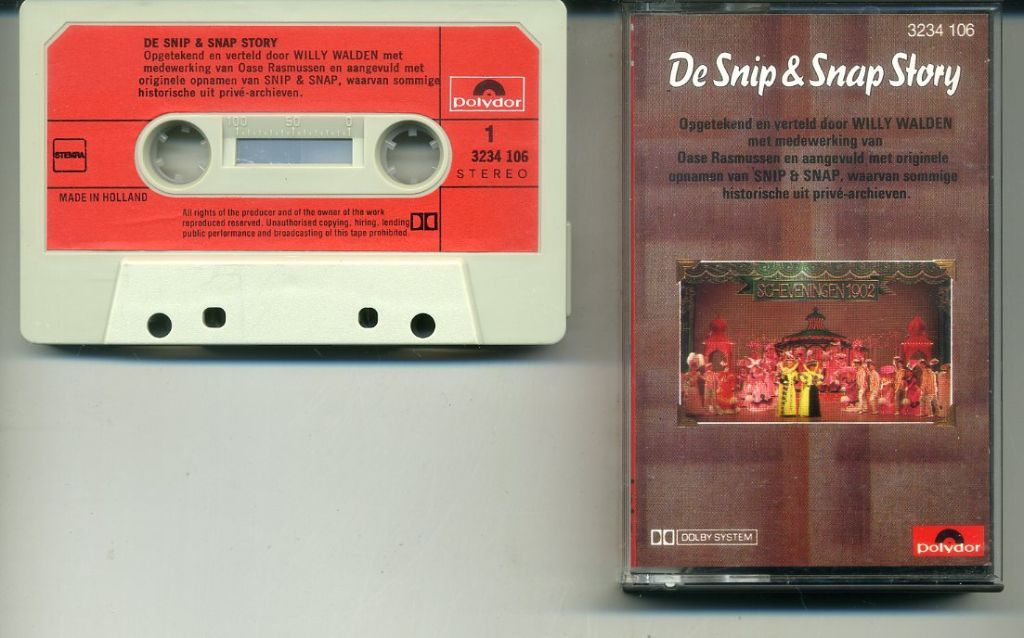 DE SNIP & SNAP STORY
Opgetekend en verteld door WILLY WALDEN met
medewerking van Oase Rasmussen en aangevuld met
originele opnamen van SNIP & SNAP, waarvan sommige
historische uit privé-archieven.
polydor
100 50 0
1
STEMRA
3234 106
STEREO
MADE IN HOLLAND
All rights of the producer and of the owner of the work
reproduced reserved. Unauthorised copying, hiring, lending
public performance and broadcasting of this tape prohibited.
3234 106
De Snip & Snap Story
Opgetekend en verteld door WILLY WALDEN
met medewerking van
Oase Rasmussen en aangevuld met originele
opnamen van SNIP & SNAP, waarvan sommige
historische uit privé-archieven.
SCHEVENINGEN 1902
DOLBY SYSTEM
polydor